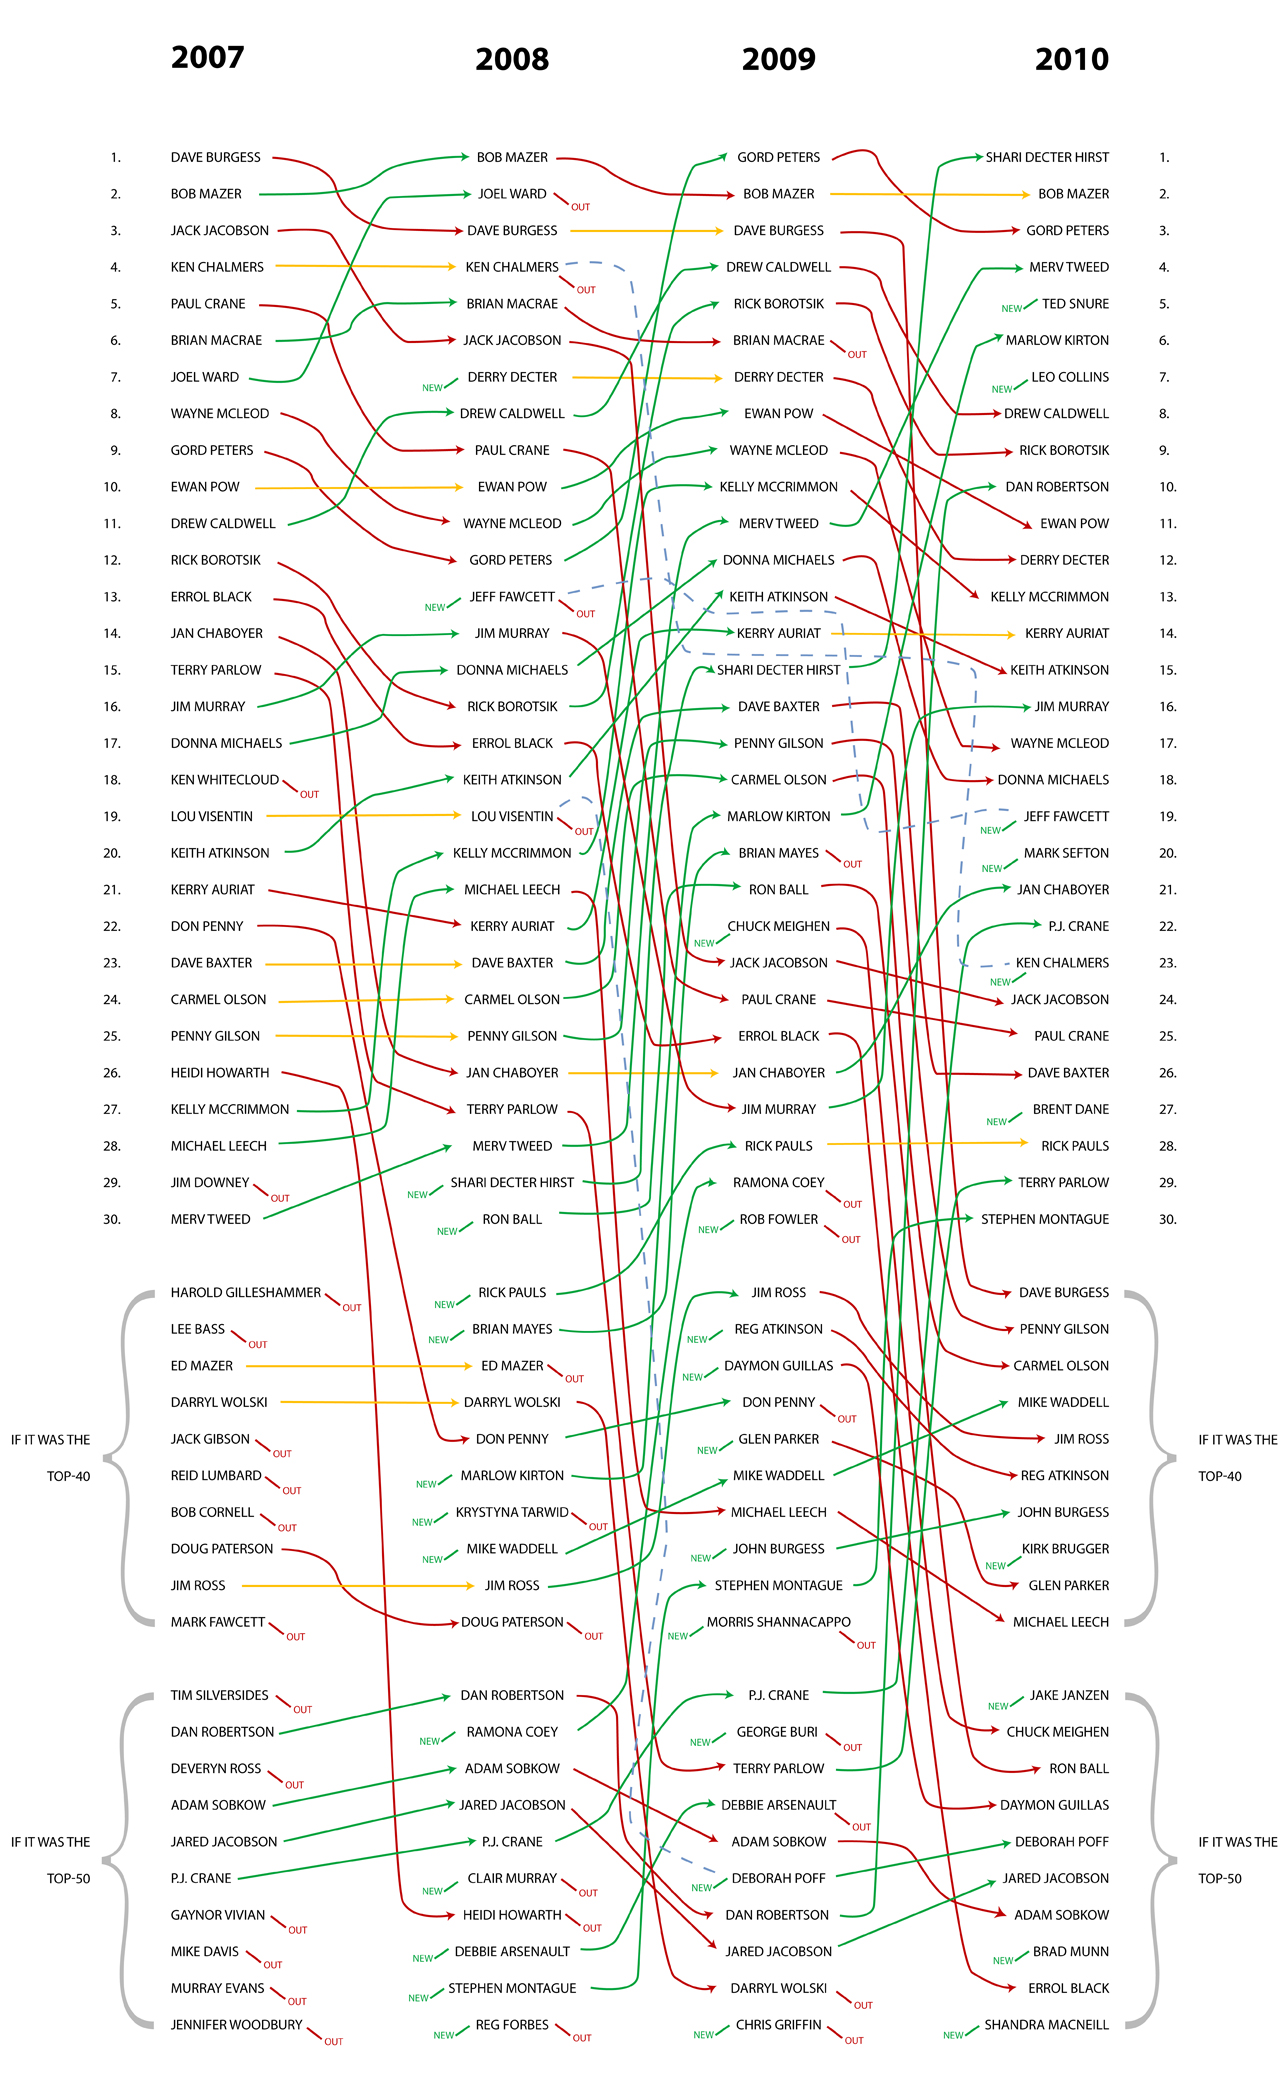 2007 2008 2009 2010
1. DAVE BURGESS BOB MAZER GORD PETERS SHARI DECTER HIRST 1.
2. BOB MAZER JOEL WARD OUT BOB MAZER BOB MAZER 2.
3. JACK JACOBSON DAVE BURGESS DAVE BURGESS GORD PETERS 3.
4. KEN CHALMERS KEN CHALMERS OUT DREW CALDWELL MERV TWEED 4.
5. PAUL CRANE BRIAN MACRAE RICK BOROTSIK NEW TED SNURE 5.
6. BRIAN MACRAE JACK JACOBSON BRIAN MACRAE OUT MARLOW KIRTON 6.
7. JOEL WARD NEW DERRY DECTER DERRY DECTER NEW LEO COLLINS 7.
8. WAYNE MCLEOD DREW CALDWELL EWAN POW DREW CALDWELL 8.
9. GORD PETERS PAUL CRANE WAYNE MCLEOD RICK BOROTSIK 9.
10. EWAN POW EWAN POW KELLY MCCRIMMON DAN ROBERTSON 10.
11. DREW CALDWELL WAYNE MCLEOD MERV TWEED EWAN POW 11.
12. RICK BOROTSIK GORD PETERS DONNA MICHAELS DERRY DECTER 12.
13. ERROL BLACK NEW JEFF FAWCETT OUT KEITH ATKINSON KELLY MCCRIMMON 13.
14. JAN CHABOYER JIM MURRAY KERRY AURIAT KERRY AURIAT 14.
15. TERRY PARLOW DONNA MICHAELS SHARI DECTER HIRST KEITH ATKINSON 15.
16. JIM MURRAY RICK BOROTSIK DAVE BAXTER JIM MURRAY 16.
17. DONNA MICHAELS ERROL BLACK PENNY GILSON WAYNE MCLEOD 17.
18. KEN WHITECLOUD OUT KEITH ATKINSON CARMEL OLSON DONNA MICHAELS 18.
19. LOU VISENTIN LOU VISENTIN OUT MARLOW KIRTON NEW JEFF FAWCETT 19.
20. KEITH ATKINSON KELLY MCCRIMMON BRIAN MAYES OUT NEW MARK SEFTON 20.
21. KERRY AURIAT MICHAEL LEECH RON BALL JAN CHABOYER 21.
22. DON PENNY KERRY AURIAT NEW CHUCK MEIGHEN P.J. CRANE 22.
23. DAVE BAXTER DAVE BAXTER JACK JACOBSON NEW KEN CHALMERS 23.
24. CARMEL OLSON CARMEL OLSON PAUL CRANE JACK JACOBSON 24.
25. PENNY GILSON PENNY GILSON ERROL BLACK PAUL CRANE 25.
26. HEIDI HOWARTH JAN CHABOYER JAN CHABOYER DAVE BAXTER 26.
27. KELLY MCCRIMMON TERRY PARLOW JIM MURRAY NEW BRENT DANE 27.
28. MICHAEL LEECH MERV TWEED RICK PAULS RICK PAULS 28.
29. JIM DOWNEY OUT NEW SHARI DECTER HIRST RAMONA COEY OUT TERRY PARLOW 29.
30. MERV TWEED NEW RON BALL NEW ROB FOWLER OUT STEPHEN MONTAGUE 30.
HAROLD GILLESHAMMER OUT NEW RICK PAULS JIM ROSS DAVE BURGESS
LEE BASS OUT NEW BRIAN MAYES NEW REG ATKINSON PENNY GILSON
ED MAZER ED MAZER OUT NEW DAYMON GUILLAS CARMEL OLSON
DARRYL WOLSKI DARRYL WOLSKI DON PENNY OUT MIKE WADDELL
IF IT WAS THE JACK GIBSON OUT DON PENNY NEW GLEN PARKER JIM ROSS IF IT WAS THE
TOP-40 REID LUMBARD OUT NEW MARLOW KIRTON MIKE WADDELL REG ATKINSON TOP-40
BOB CORNELL OUT NEW KRYSTYNA TARWID OUT MICHAEL LEECH JOHN BURGESS
DOUG PATERSON NEW MIKE WADDELL NEW JOHN BURGESS NEW KIRK BRUGGER
JIM ROSS JIM ROSS STEPHEN MONTAGUE GLEN PARKER
MARK FAWCETT OUT DOUG PATERSON OUT NEW MORRIS SHANNACAPPO OUT MICHAEL LEECH
TIM SILVERSIDES OUT DAN ROBERTSON P.J. CRANE NEW JAKE JANZEN
DAN ROBERTSON NEW RAMONA COEY NEW GEORGE BURI OUT CHUCK MEIGHEN
DEVERYN ROSS OUT ADAM SOBKOW TERRY PARLOW RON BALL
ADAM SOBKOW JARED JACOBSON DEBBIE ARSENAULT OUT DAYMON GUILLAS
IF IT WAS THE JARED JACOBSON P.J. CRANE ADAM SOBKOW DEBORAH POFF IF IT WAS THE
TOP-50 P.J. CRANE NEW CLAIR MURRAY OUT NEW DEBORAH POFF JARED JACOBSON TOP-50
GAYNOR VIVIAN OUT HEIDI HOWARTH OUT DAN ROBERTSON ADAM SOBKOW
MIKE DAVIS OUT NEW DEBBIE ARSENAULT JARED JACOBSON NEW BRAD MUNN
MURRAY EVANS OUT NEW STEPHEN MONTAGUE DARRYL WOLSKI OUT ERROL BLACK
JENNIFER WOODBURY OUT NEW REG FORBES OUT NEW CHRIS GRIFFIN OUT NEW SHANDRA MACNEILL